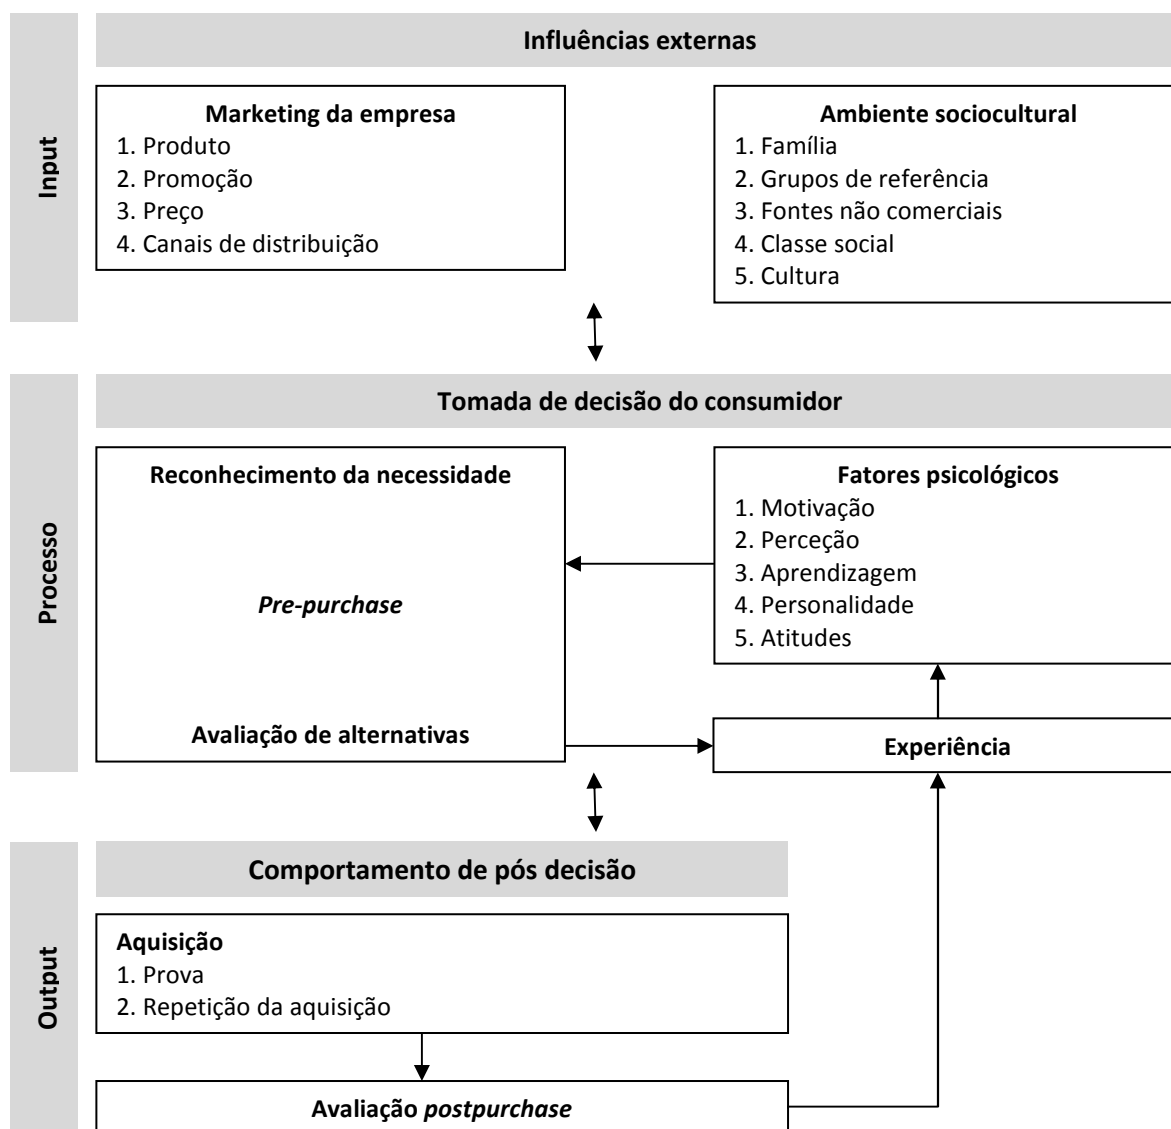 Input
Influências externas
Marketing da empresa
1. Produto
2. Promoção
3. Preço
4. Canais de distribuição
Ambiente sociocultural
1. Família
2. Grupos de referência
3. Fontes não comerciais
4. Classe social
5. Cultura
Processo
Tomada de decisão do consumidor
Reconhecimento da necessidade
Pre-purchase
Avaliação de alternativas
Fatores psicológicos
1. Motivação
2. Perceção
3. Aprendizagem
4. Personalidade
5. Atitudes
Experiência
Output
Comportamento de pós decisão
Aquisição
1. Prova
2. Repetição da aquisição
Avaliação postpurchase